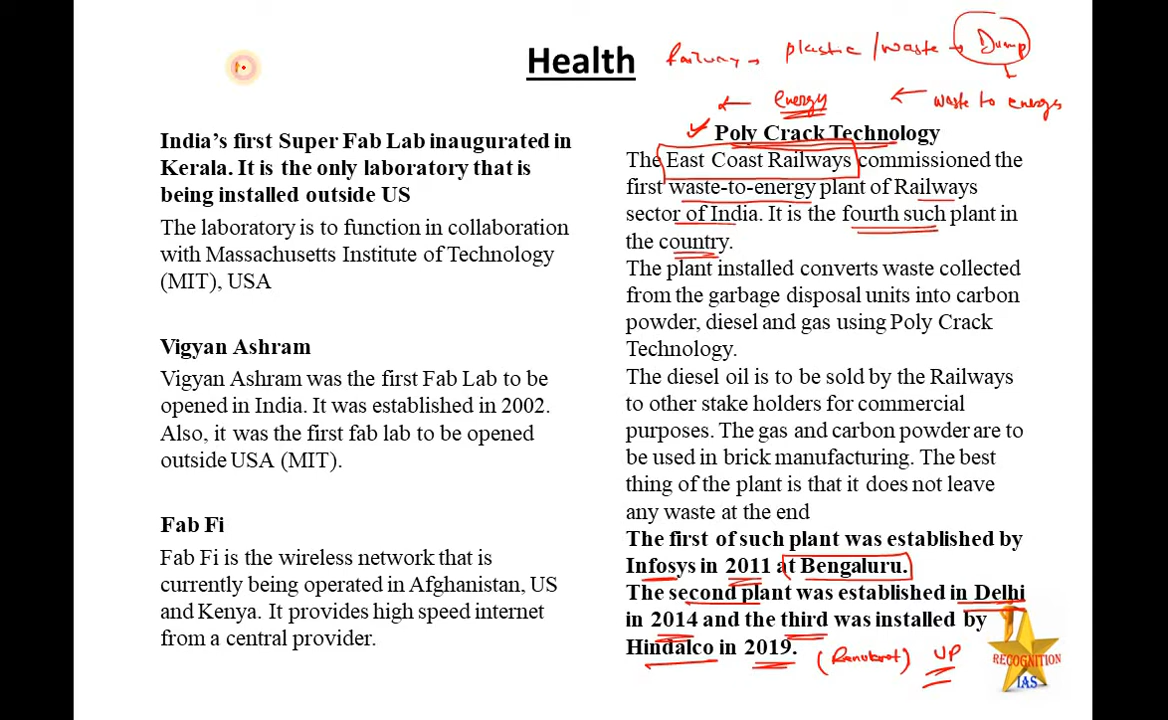 Health
Railway → plastic / waste → Dump
← energy ← waste to energy
India's first Super Fab Lab inaugurated in
Kerala. It is the only laboratory that is
being installed outside US
The laboratory is to function in collaboration
with Massachusetts Institute of Technology
(MIT), USA
Vigyan Ashram
Vigyan Ashram was the first Fab Lab to be
opened in India. It was established in 2002.
Also, it was the first fab lab to be opened
outside USA (MIT).
Fab Fi
Fab Fi is the wireless network that is
currently being operated in Afghanistan, US
and Kenya. It provides high speed internet
from a central provider.
Poly Crack Technology
The East Coast Railways commissioned the
first waste-to-energy plant of Railways
sector of India. It is the fourth such plant in
the country.
The plant installed converts waste collected
from the garbage disposal units into carbon
powder, diesel and gas using Poly Crack
Technology.
The diesel oil is to be sold by the Railways
to other stake holders for commercial
purposes. The gas and carbon powder are to
be used in brick manufacturing. The best
thing of the plant is that it does not leave
any waste at the end
The first of such plant was established by
Infosys in 2011 at Bengaluru.
The second plant was established in Delhi
in 2014 and the third was installed by
Hindalco in 2019. (Renukoot) UP
RECOGNITION
IAS